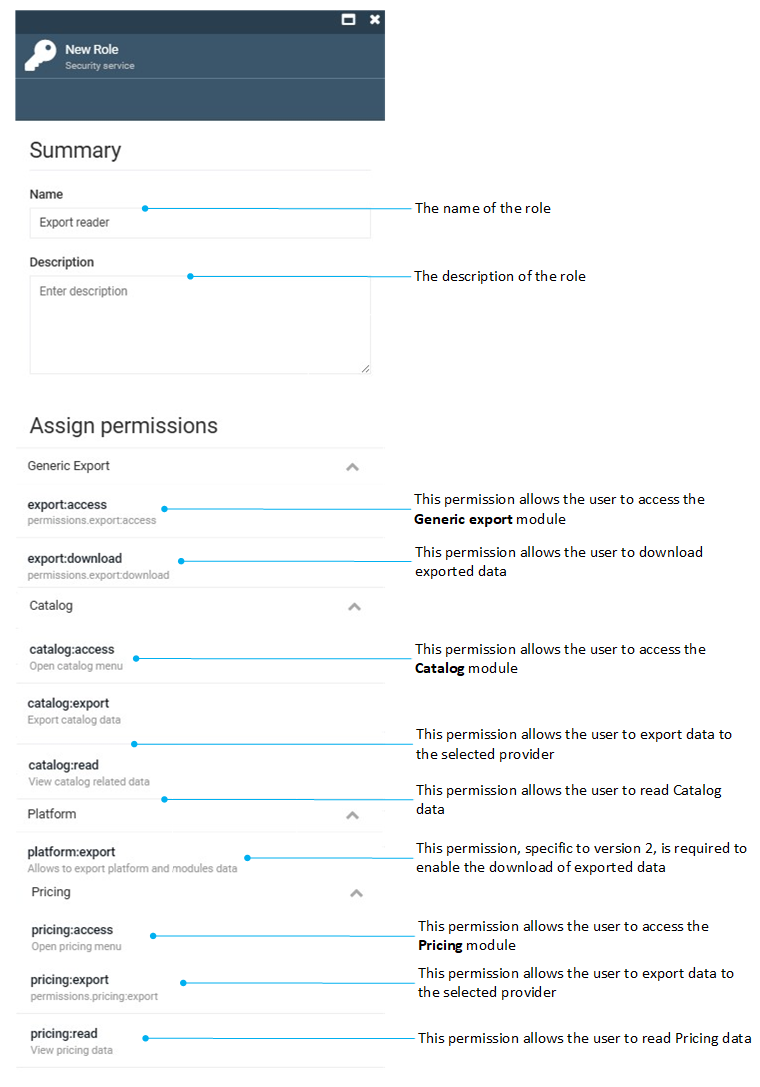 New Role
Security service
Summary
Name
Export reader
The name of the role
Description
The description of the role
Enter description
Assign permissions
Generic Export
export:access
permissions.export:access
This permission allows the user to access the
Generic export module
export:download
permissions.export:download
This permission allows the user to download
exported data
Catalog
catalog:access
Open catalog menu
This permission allows the user to access the
Catalog module
catalog:export
Export catalog data
This permission allows the user to export data to
the selected provider
catalog:read
View catalog related data
This permission allows the user to read Catalog
data
Platform
platform:export
Allows to export platform and modules data
This permission, specific to version 2, is required to
enable the download of exported data
Pricing
pricing:access
Open pricing menu
This permission allows the user to access the
Pricing module
pricing:export
permissions.pricing:export
This permission allows the user to export data to
the selected provider
pricing:read
View pricing data
This permission allows the user to read Pricing data